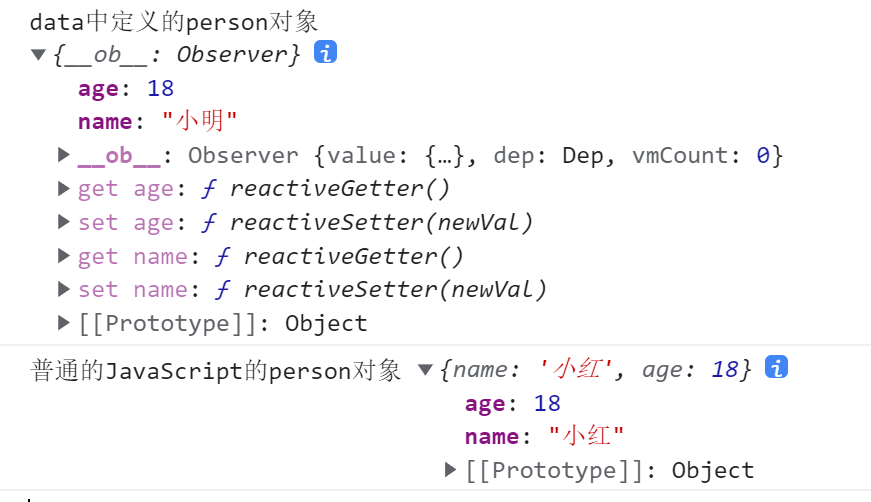 data中定义的person对象
▼ {__ob__: Observer} i
age: 18
name: "小明"
▶ __ob__: Observer {value: {…}, dep: Dep, vmCount: 0}
▶ get age: ƒ reactiveGetter()
▶ set age: ƒ reactiveSetter(newVal)
▶ get name: ƒ reactiveGetter()
▶ set name: ƒ reactiveSetter(newVal)
▶ [[Prototype]]: Object
普通的JavaScript的person对象 ▼ {name: '小红', age: 18} i
age: 18
name: "小红"
▶ [[Prototype]]: Object